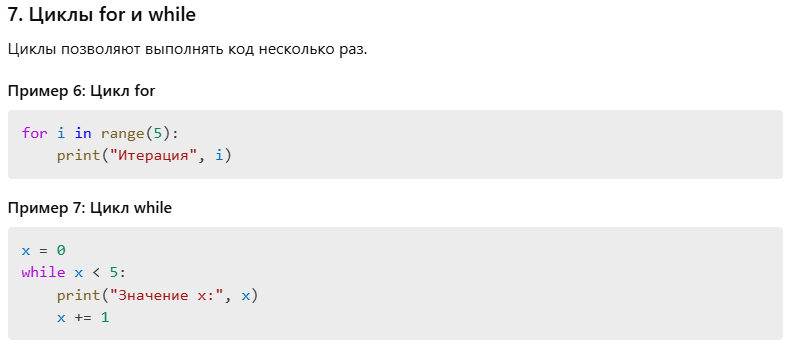 7. Циклы for и while
Циклы позволяют выполнять код несколько раз.
Пример 6: Цикл for
for i in range(5):
    print("Итерация", i)
Пример 7: Цикл while
x = 0
while x < 5:
    print("Значение x:", x)
    x += 1